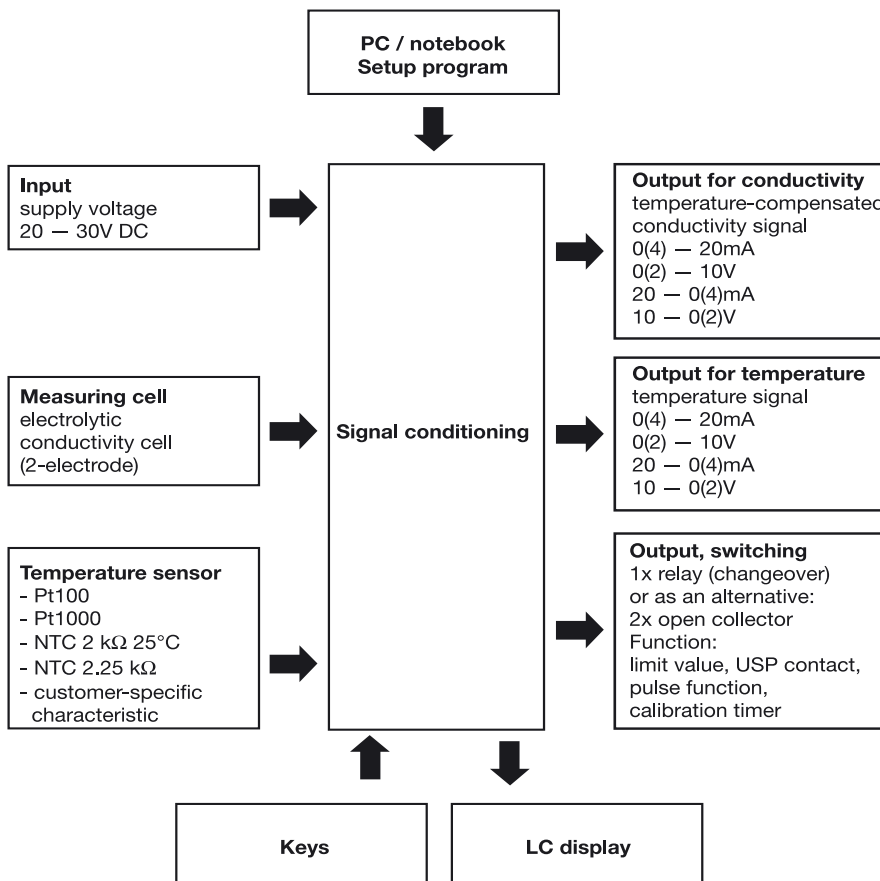 PC / notebook
Setup program
Input
supply voltage
20 — 30V DC
Measuring cell
electrolytic
conductivity cell
(2-electrode)
Temperature sensor
- Pt100
- Pt1000
- NTC 2 kΩ 25°C
- NTC 2.25 kΩ
- customer-specific
characteristic
Signal conditioning
Output for conductivity
temperature-compensated
conductivity signal
0(4) — 20mA
0(2) — 10V
20 — 0(4)mA
10 — 0(2)V
Output for temperature
temperature signal
0(4) — 20mA
0(2) — 10V
20 — 0(4)mA
10 — 0(2)V
Output, switching
1x relay (changeover)
or as an alternative:
2x open collector
Function:
limit value, USP contact,
pulse function,
calibration timer
Keys
LC display